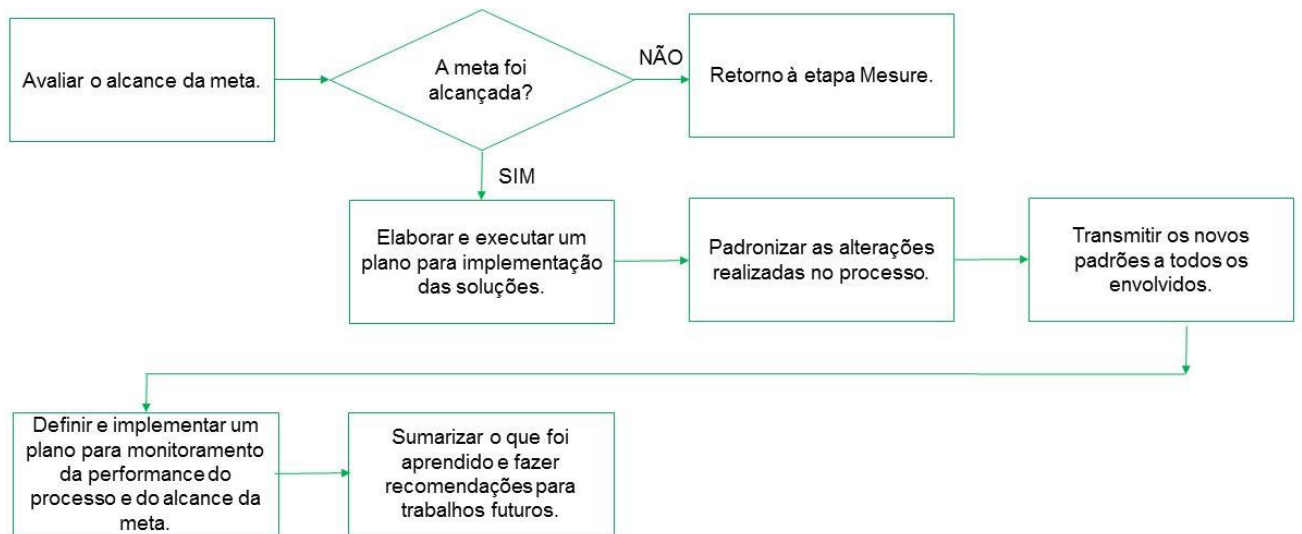 Avaliar o alcance da meta.
A meta foi
alcançada?
NÃO
Retorno à etapa Mesure.
SIM
Elaborar e executar um
plano para implementação
das soluções.
Padronizar as alterações
realizadas no processo.
Transmitir os novos
padrões a todos os
envolvidos.
Definir e implementar um
plano para monitoramento
da performance do
processo e do alcance da
meta.
Sumarizar o que foi
aprendido e fazer
recomendações para
trabalhos futuros.